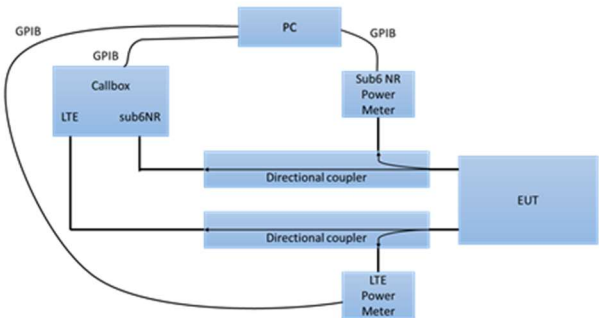 GPIB
PC
GPIB
GPIB
Callbox
LTE sub6NR
Sub6 NR
Power
Meter
Directional coupler
EUT
Directional coupler
LTE
Power
Meter